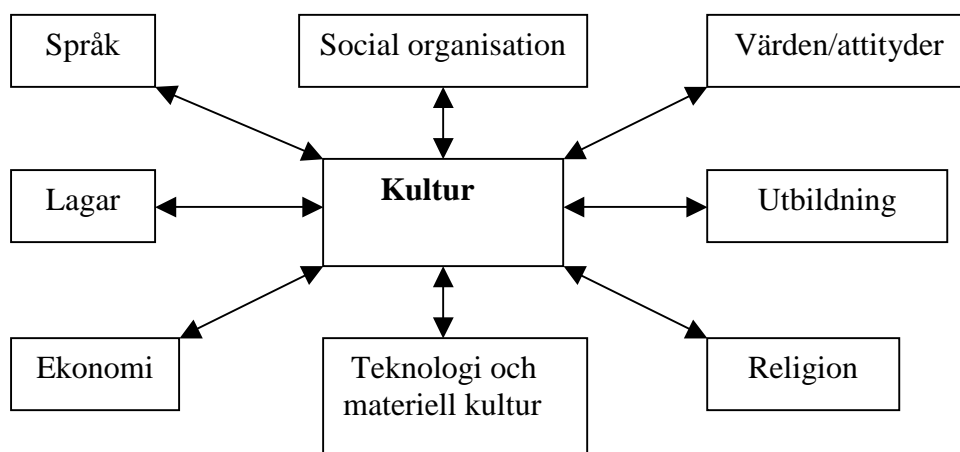 Språk
Social organisation
Värden/attityder
Lagar
Kultur
Utbildning
Ekonomi
Teknologi och
materiell kultur
Religion